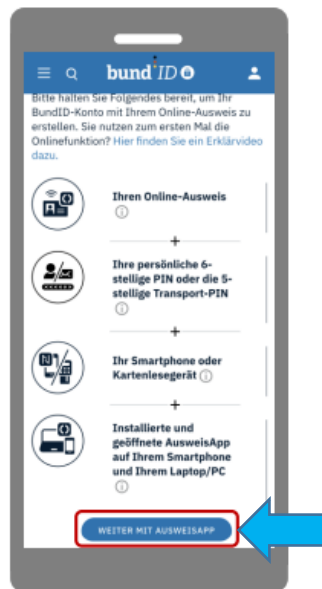 bundID
Bitte halten Sie Folgendes bereit, um Ihr
BundID-Konto mit Ihrem Online-Ausweis zu
erstellen. Sie nutzen zum ersten Mal die
Onlinefunktion? Hier finden Sie ein Erklärvideo
dazu.
Ihren Online-Ausweis
+
Ihre persönliche 6-
stellige PIN oder die 5-
stellige Transport-PIN
+
Ihr Smartphone oder
Kartenlesegerät
+
Installierte und
geöffnete AusweisApp
auf Ihrem Smartphone
und Ihrem Laptop/PC
WEITER MIT AUSWEISAPP